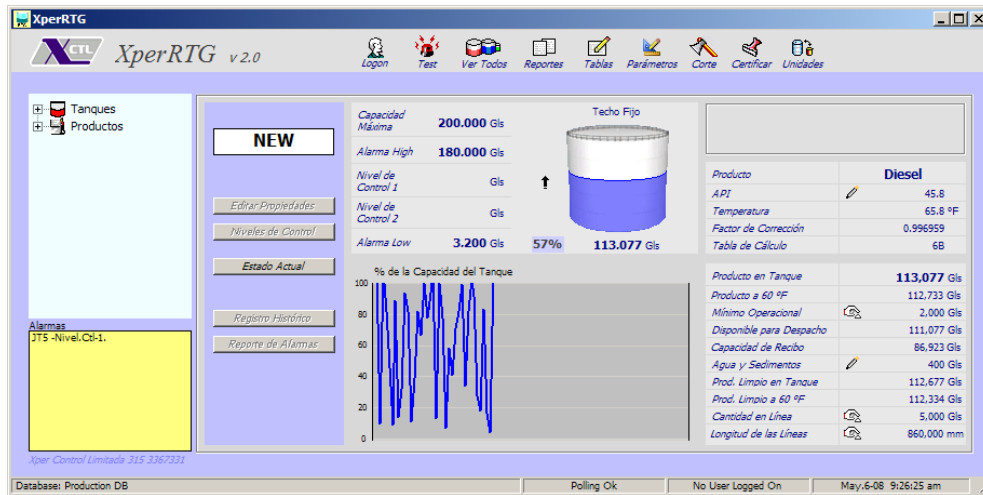 XperRTG
XCTL XperRTG v 2.0
Logon Test Ver Todos Reportes Tablas Parámetros Corte Certificar Unidades
Tanques
Productos
NEW
Editar Propiedades
Niveles de Control
Estado Actual
Registro Histórico
Reporte de Alarmas
Capacidad
Máxima 200.000 Gls
Alarma High 180.000 Gls
Nivel de
Control 1 Gls
Nivel de
Control 2 Gls
Alarma Low 3.200 Gls
Techo Fijo
57% 113.077 Gls
% de la Capacidad del Tanque
100
80
60
40
20
0
Producto Diesel
API 45.8
Temperatura 65.8 ºF
Factor de Corrección 0.996959
Tabla de Cálculo 6B
Producto en Tanque 113,077 Gls
Producto a 60 ºF 112,733 Gls
Mínimo Operacional 2,000 Gls
Disponible para Despacho 111,077 Gls
Capacidad de Recibo 86,923 Gls
Agua y Sedimentos 400 Gls
Prod. Limpio en Tanque 112,677 Gls
Prod. Limpio a 60 ºF 112,334 Gls
Cantidad en Línea 5,000 Gls
Longitud de las Líneas 860,000 mm
Alarmas
JT5 -Nivel.Ctl-1.
Xper Control Limitada 315 3367331
Database: Production DB Polling Ok No User Logged On May.6-08 9:26:25 am